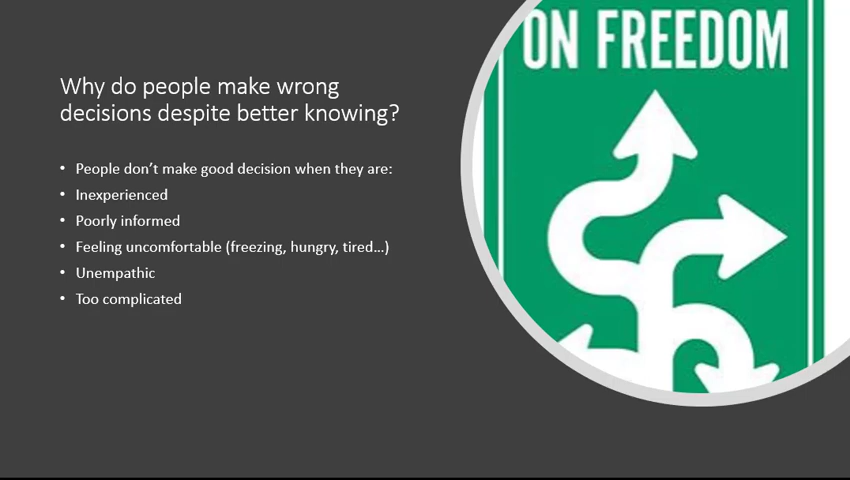 ON FREEDOM
Why do people make wrong
decisions despite better knowing?
• People don't make good decision when they are:
• Inexperienced
• Poorly informed
• Feeling uncomfortable (freezing, hungry, tired...)
• Unempathic
• Too complicated